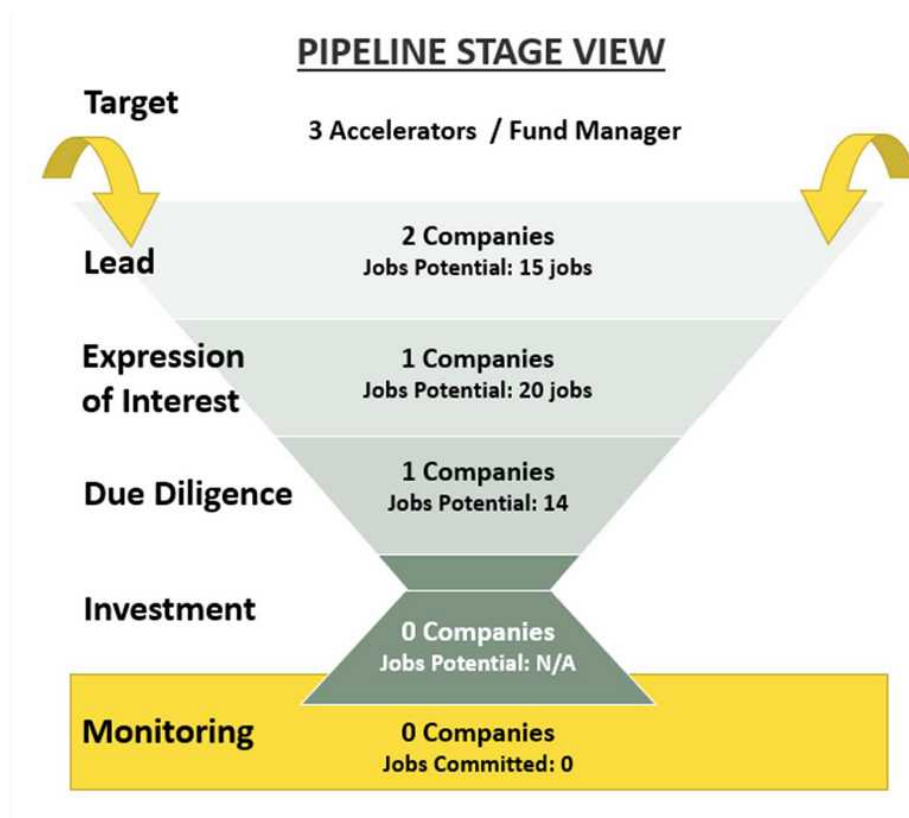 PIPELINE STAGE VIEW
Target
3 Accelerators / Fund Manager
Lead
2 Companies
Jobs Potential: 15 jobs
Expression
of Interest
1 Companies
Jobs Potential: 20 jobs
Due Diligence
1 Companies
Jobs Potential: 14
Investment
0 Companies
Jobs Potential: N/A
Monitoring
0 Companies
Jobs Committed: 0